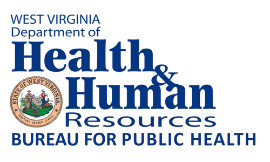 WEST VIRGINIA
Department of
Health
&
Human
Resources
BUREAU FOR PUBLIC HEALTH